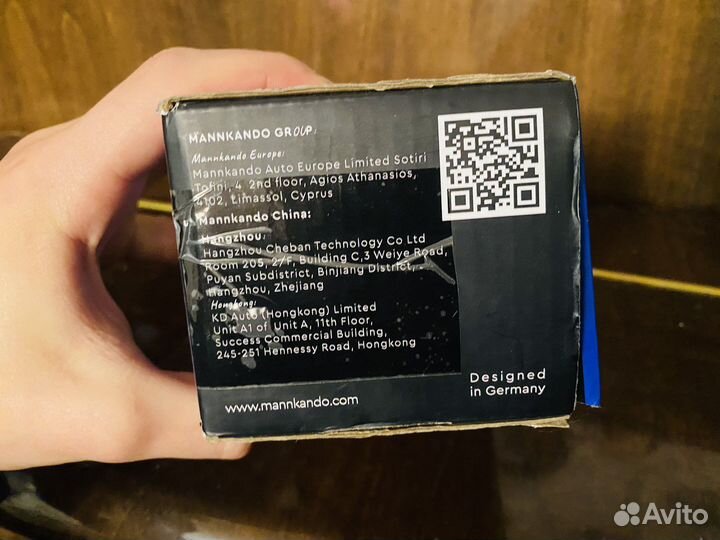 MANNKANDO GROUP:
Mannkando Europe:
Mannkando Auto Europe Limited Sotiri
Tofini, 4 2nd floor, Agios Athanasios,
4102, Limassol, Cyprus
Mannkando China:
Hangzhou:
Hangzhou Cheban Technology Co Ltd
Room 205, 2/F, Building C,3 Weiye Road,
Puyan Subdistrict, Binjiang District,
Hangzhou, Zhejiang
Hongkong:
KD Auto (Hongkong) Limited
Unit A1 of Unit A, 11th Floor,
Success Commercial Building,
245-251 Hennessy Road, Hongkong
Designed
in Germany
www.mannkando.com
Avito